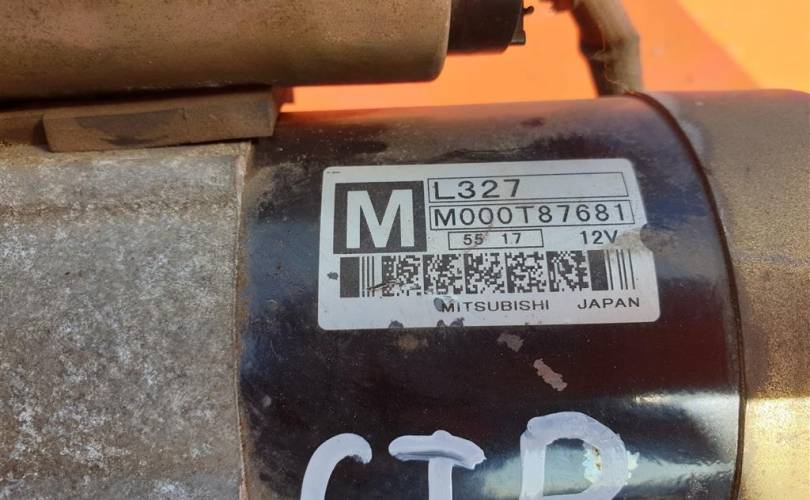 M
L327
M000T87681
55 17 12V
MITSUBISHI JAPAN